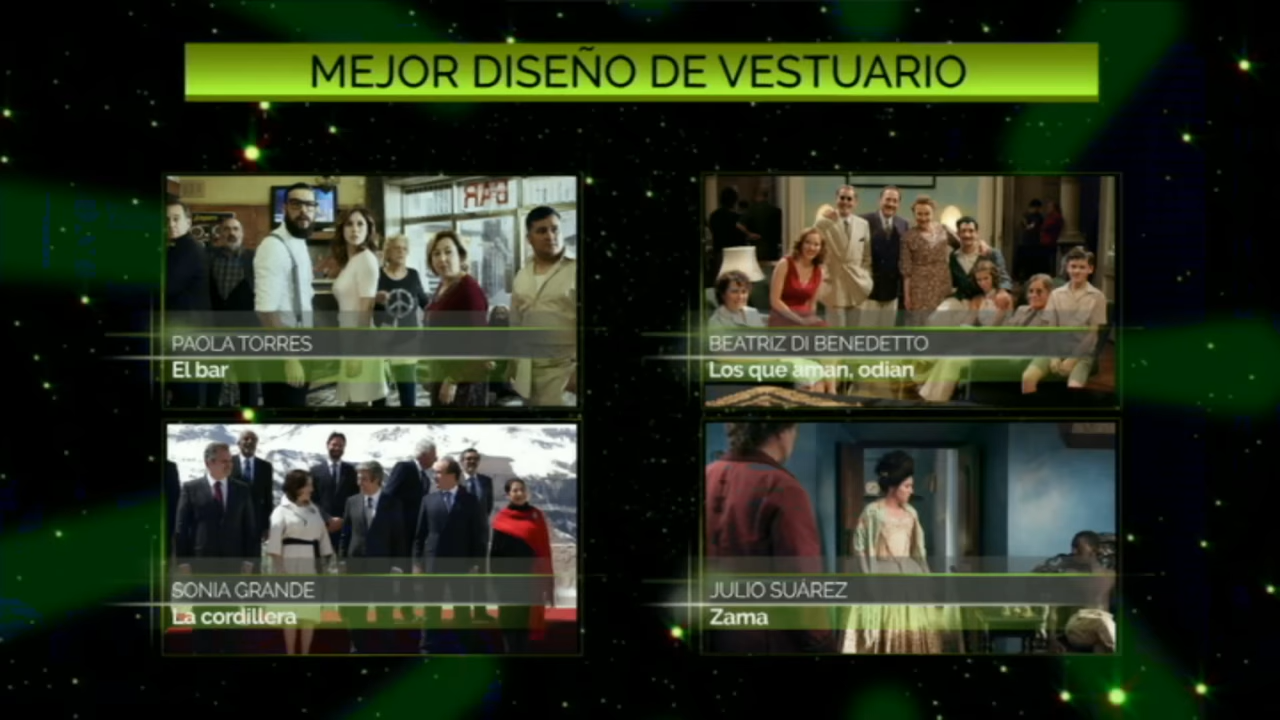 MEJOR DISEÑO DE VESTUARIO
BAR
PAOLA TORRES
El bar
BEATRIZ DI BENEDETTO
Los que aman, odian
SONIA GRANDE
La cordillera
JULIO SUÁREZ
Zama